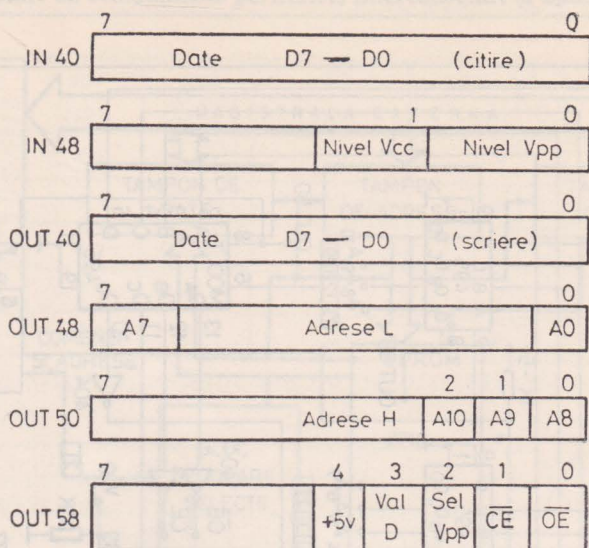 7 0
IN 40 Date D7 — D0 (citire)
7 1 0
IN 48 Nivel Vcc Nivel Vpp
7 0
OUT 40 Date D7 — D0 (scriere)
7 0
OUT 48 A7 Adrese L A0
7 2 1 0
OUT 50 Adrese H A10 A9 A8
7 4 3 2 1 0
OUT 58 +5v Val D Sel Vpp C̅E̅ O̅E̅